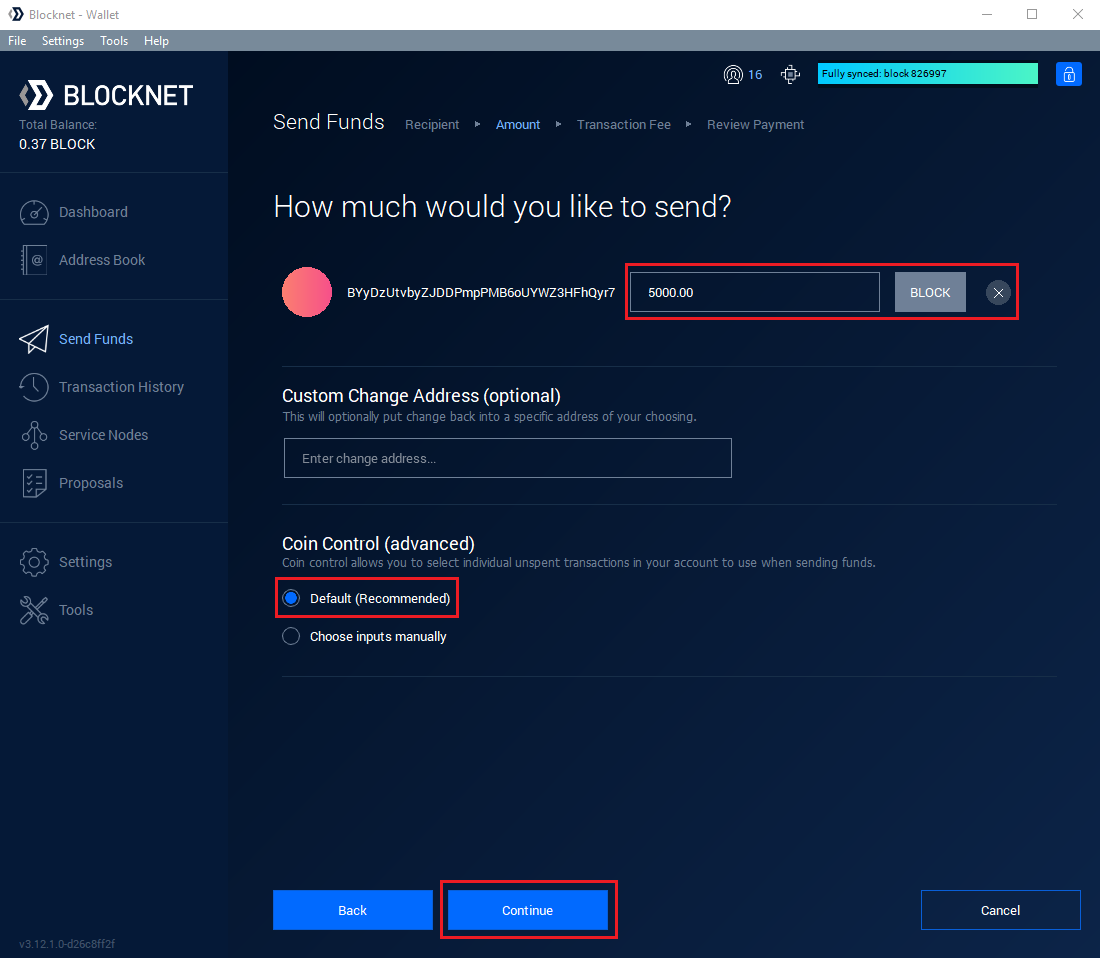 Blocknet - Wallet
File Settings Tools Help
16
Fully synced: block 826997
BLOCKNET
Total Balance:
0.37 BLOCK
Dashboard
Address Book
Send Funds
Transaction History
Service Nodes
Proposals
Settings
Tools
v3.12.1.0-d26c8ff2f
Send Funds Recipient Amount Transaction Fee Review Payment
How much would you like to send?
BYyDzUtvbyZJDDPmpPMB6oUYWZ3HFhQyr7 5000.00 BLOCK
Custom Change Address (optional)
This will optionally put change back into a specific address of your choosing.
Enter change address...
Coin Control (advanced)
Coin control allows you to select individual unspent transactions in your account to use when sending funds.
Default (Recommended)
Choose inputs manually
Back Continue Cancel